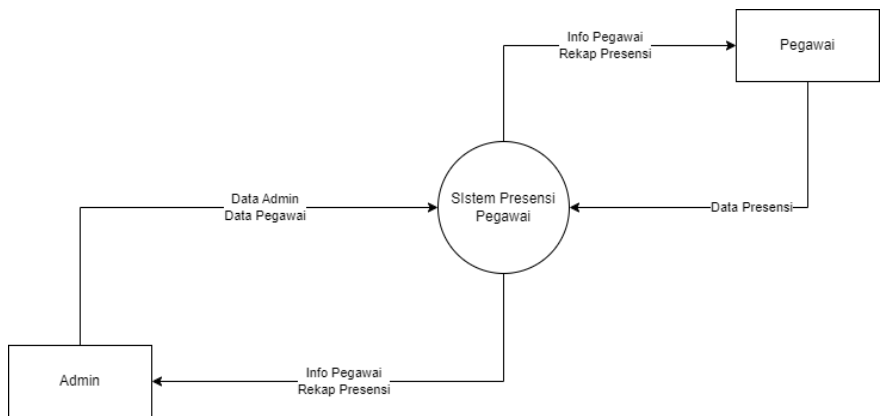 Info Pegawai
Rekap Presensi
Pegawai
Data Admin
Data Pegawai
SIstem Presensi
Pegawai
Data Presensi
Admin
Info Pegawai
Rekap Presensi